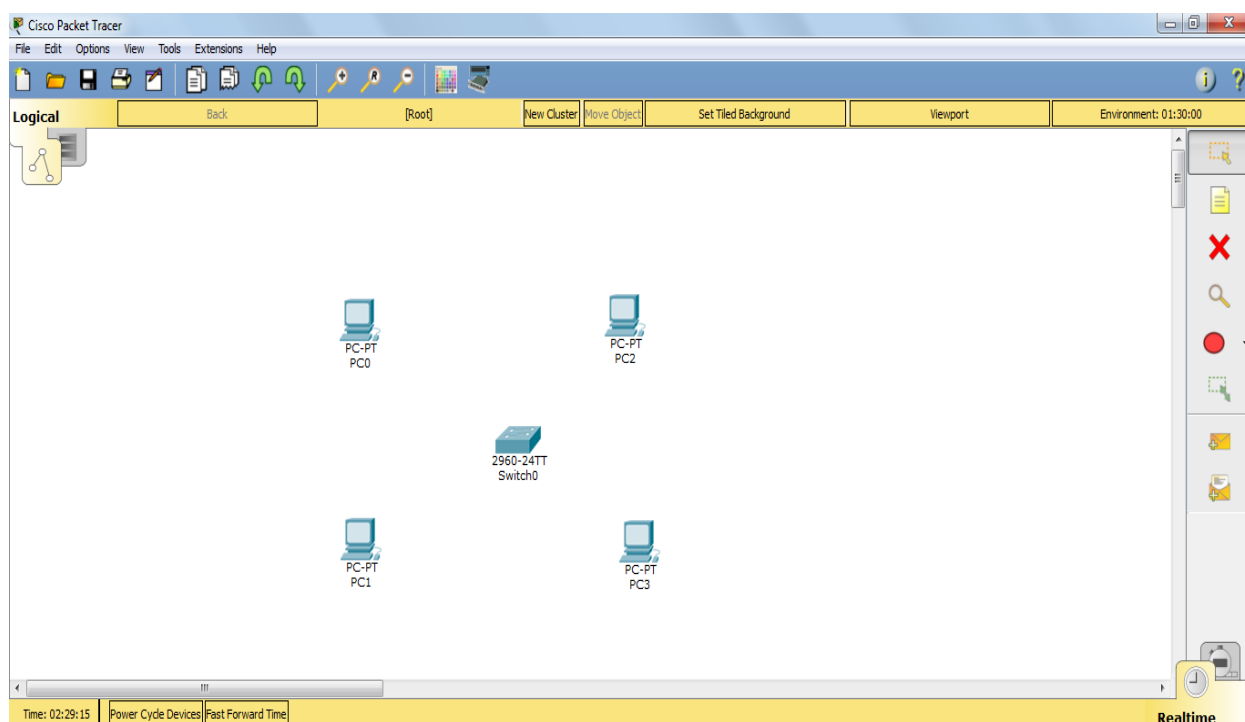 Cisco Packet Tracer
File Edit Options View Tools Extensions Help
Logical Back [Root] New Cluster Move Object Set Tiled Background Viewport Environment: 01:30:00
PC-PT
PC0
PC-PT
PC2
2960-24TT
Switch0
PC-PT
PC1
PC-PT
PC3
Time: 02:29:15 Power Cycle Devices Fast Forward Time Realtime